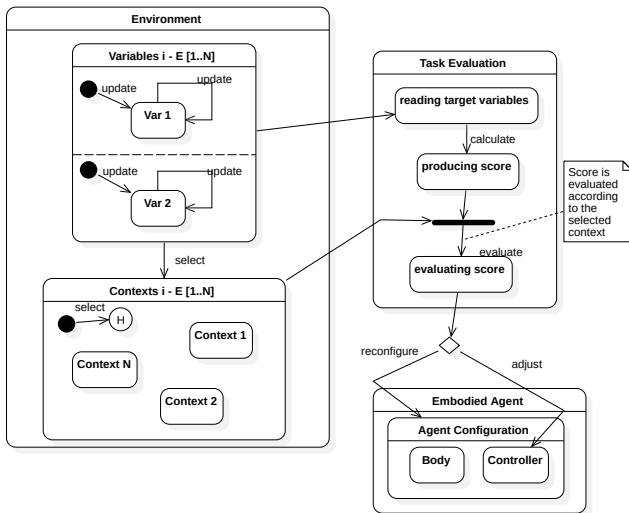 Environment
Variables i - E [1..N]
update
update
Var 1
update
update
Var 2
select
Contexts i - E [1..N]
select
H
Context 1
Context N
Context 2
Task Evaluation
reading target variables
calculate
producing score
Score is
evaluated
according
to the
selected
context
evaluate
evaluating score
reconfigure
adjust
Embodied Agent
Agent Configuration
Body
Controller